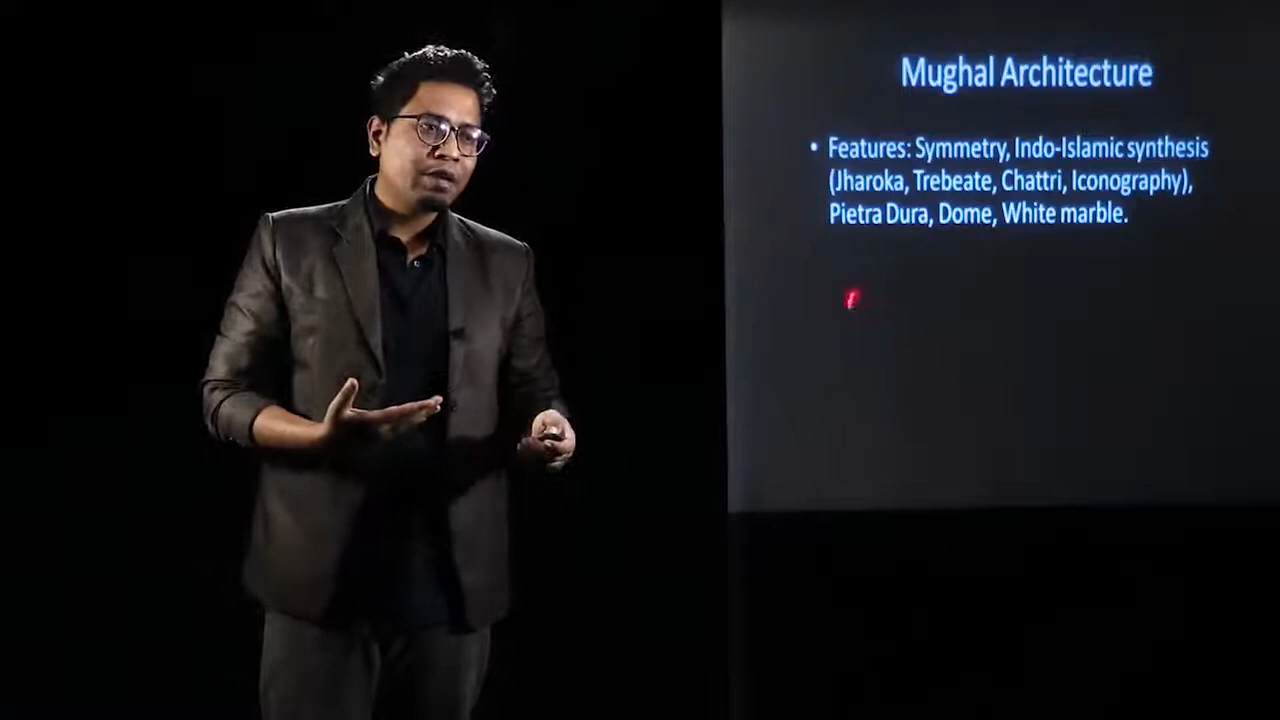 Mughal Architecture
• Features: Symmetry, Indo-Islamic synthesis
(Jharoka, Trebeate, Chattri, Iconography),
Pietra Dura, Dome, White marble.